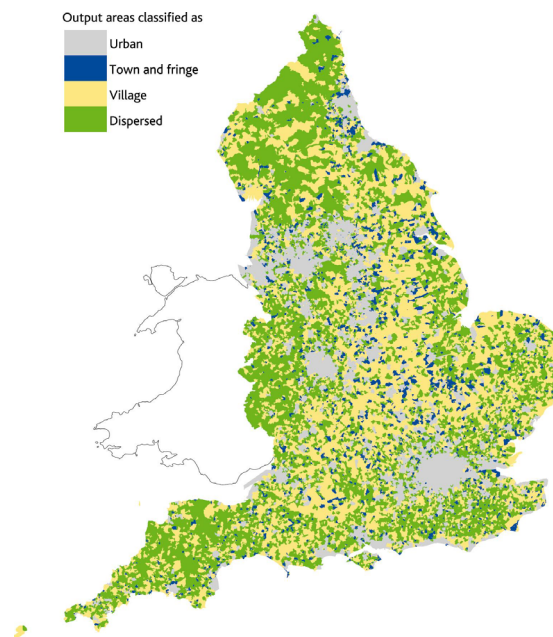 Output areas classified as
Urban
Town and fringe
Village
Dispersed